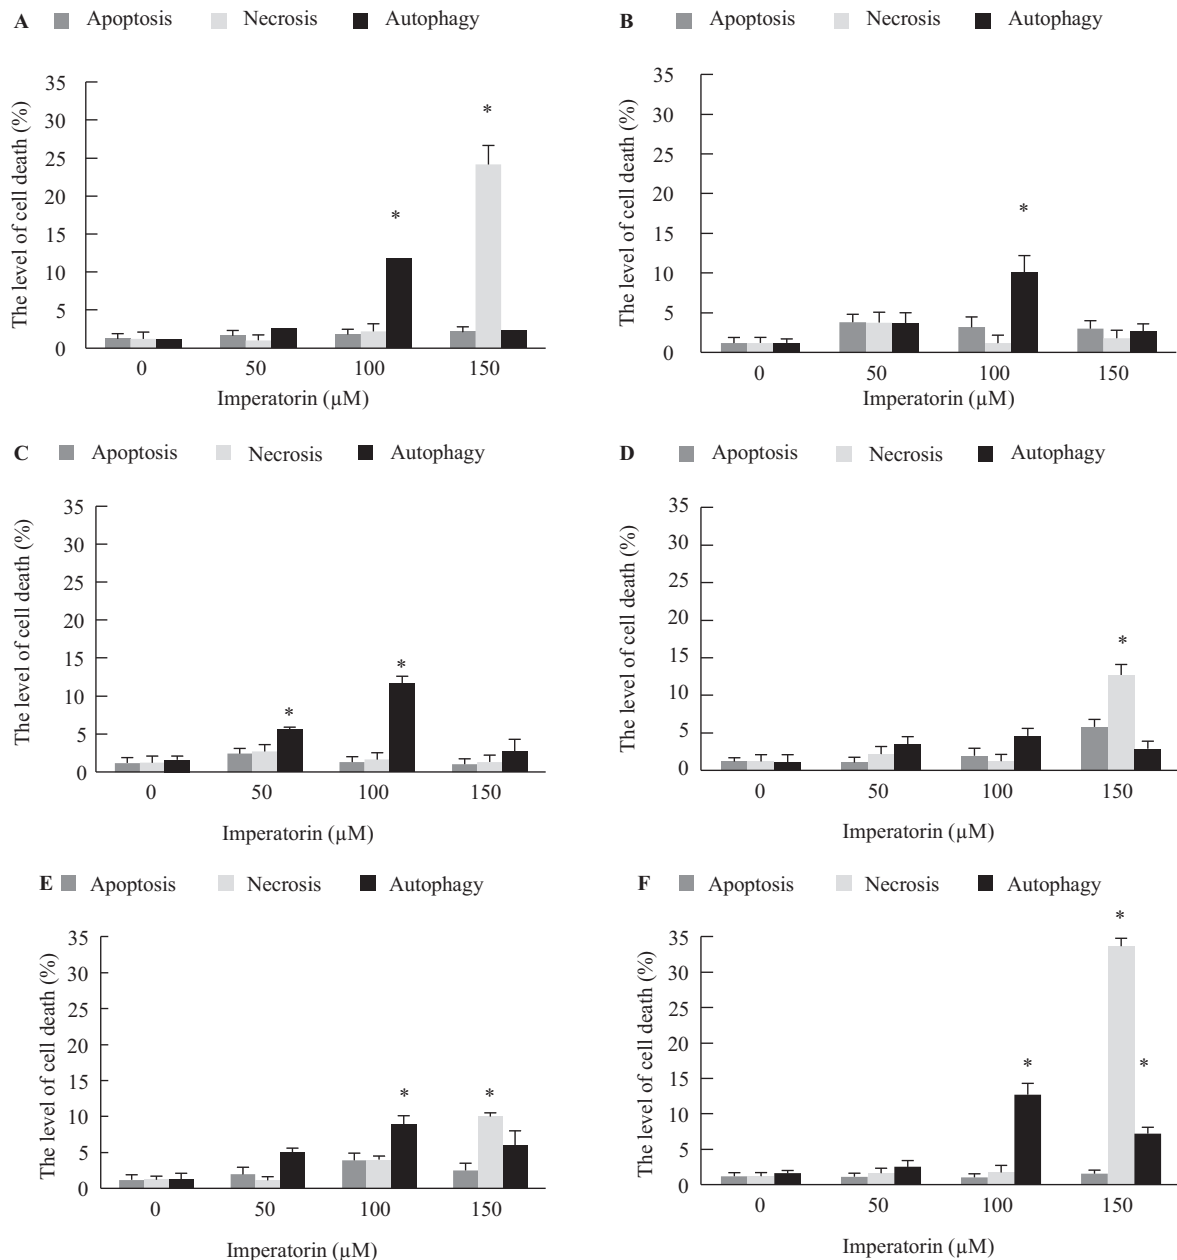 A Apoptosis Necrosis Autophagy
The level of cell death (%)
35
30
25
20
15
10
5
0
*
*
0 50 100 150
Imperatorin (µM)
B Apoptosis Necrosis Autophagy
The level of cell death (%)
35
30
25
20
15
10
5
0
*
0 50 100 150
Imperatorin (µM)
C Apoptosis Necrosis Autophagy
The level of cell death (%)
35
30
25
20
15
10
5
0
*
*
0 50 100 150
Imperatorin (µM)
D Apoptosis Necrosis Autophagy
The level of cell death (%)
35
30
25
20
15
10
5
0
*
0 50 100 150
Imperatorin (µM)
E Apoptosis Necrosis Autophagy
The level of cell death (%)
35
30
25
20
15
10
5
0
* *
0 50 100 150
Imperatorin (µM)
F Apoptosis Necrosis Autophagy
The level of cell death (%)
35
30
25
20
15
10
5
0
*
* *
0 50 100 150
Imperatorin (µM)